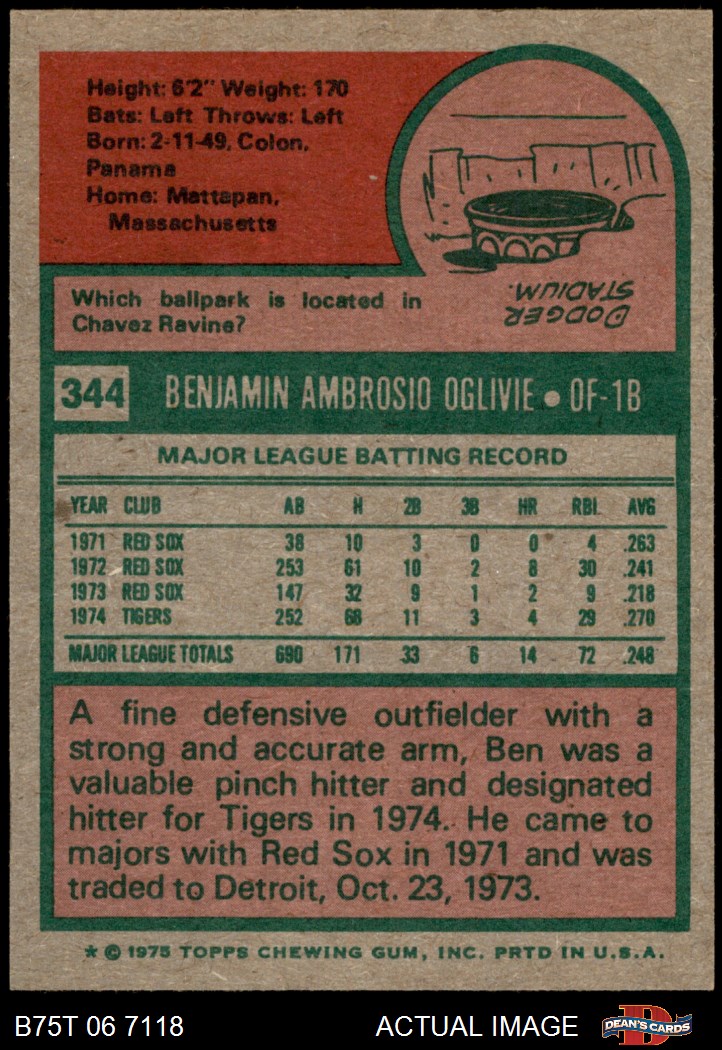 Height: 6'2" Weight: 170
Bats: Left Throws: Left
Born: 2-11-49, Colon,
Panama
Home: Mattapan,
Massachusetts
DODGER
STADIUM.
Which ballpark is located in
Chavez Ravine?
344 BENJAMIN AMBROSIO OGLIVIE • OF-1B
MAJOR LEAGUE BATTING RECORD
YEAR CLUB AB H 2B 3B HR RBI AVG
1971 RED SOX 38 10 3 0 0 4 .263
1972 RED SOX 253 61 10 2 8 30 .241
1973 RED SOX 147 32 9 1 2 9 .218
1974 TIGERS 252 68 11 3 4 29 .270
MAJOR LEAGUE TOTALS 690 171 33 6 14 72 .248
A fine defensive outfielder with a
strong and accurate arm, Ben was a
valuable pinch hitter and designated
hitter for Tigers in 1974. He came to
majors with Red Sox in 1971 and was
traded to Detroit, Oct. 23, 1973.
* © 1975 TOPPS CHEWING GUM, INC. PRTD IN U.S.A.
B75T 06 7118 ACTUAL IMAGE DEAN'S CARDS